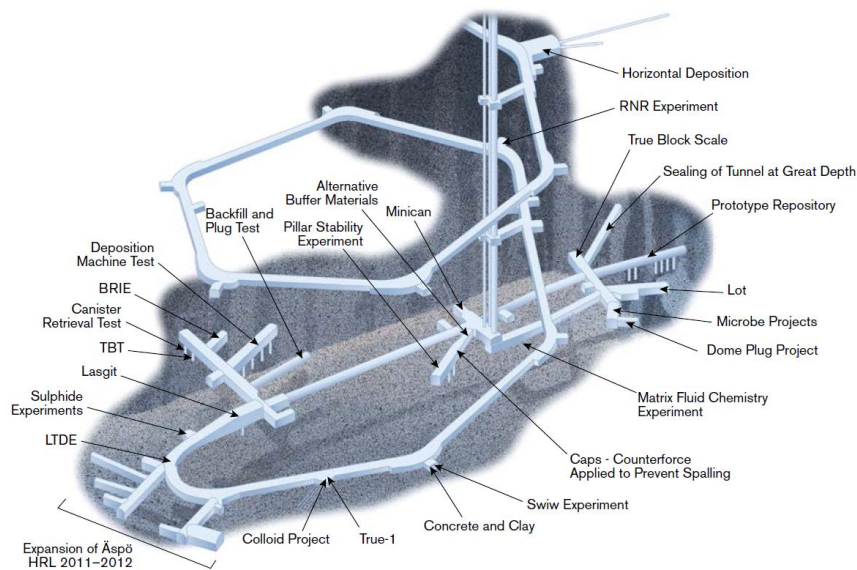 Horizontal Deposition
RNR Experiment
True Block Scale
Sealing of Tunnel at Great Depth
Prototype Repository
Alternative
Buffer Materials
Minican
Backfill and
Plug Test
Pillar Stability
Experiment
Deposition
Machine Test
BRIE
Canister
Retrieval Test
TBT
Lasgit
Sulphide
Experiments
LTDE
Lot
Microbe Projects
Dome Plug Project
Matrix Fluid Chemistry
Experiment
Caps - Counterforce
Applied to Prevent Spalling
Swiw Experiment
Concrete and Clay
True-1
Colloid Project
Expansion of Äspö
HRL 2011–2012